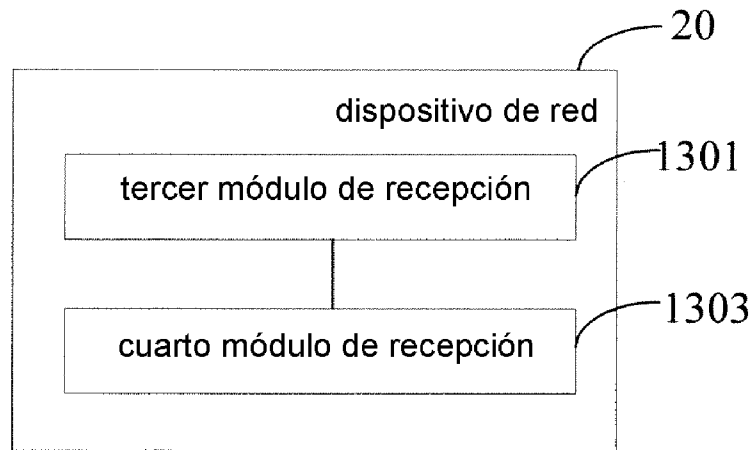 20
dispositivo de red
1301
tercer módulo de recepción
1303
cuarto módulo de recepción